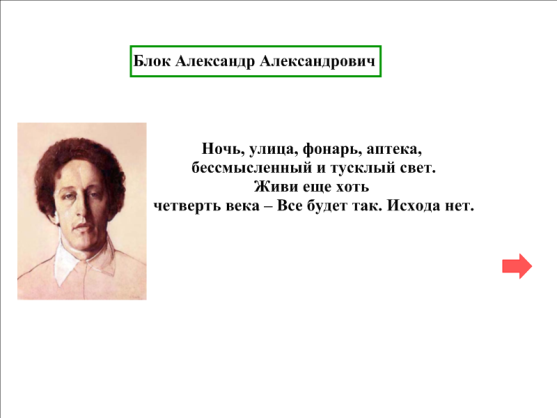 Блок Александр Александрович
Ночь, улица, фонарь, аптека,
бессмысленный и тусклый свет.
Живи еще хоть
четверть века – Все будет так. Исхода нет.